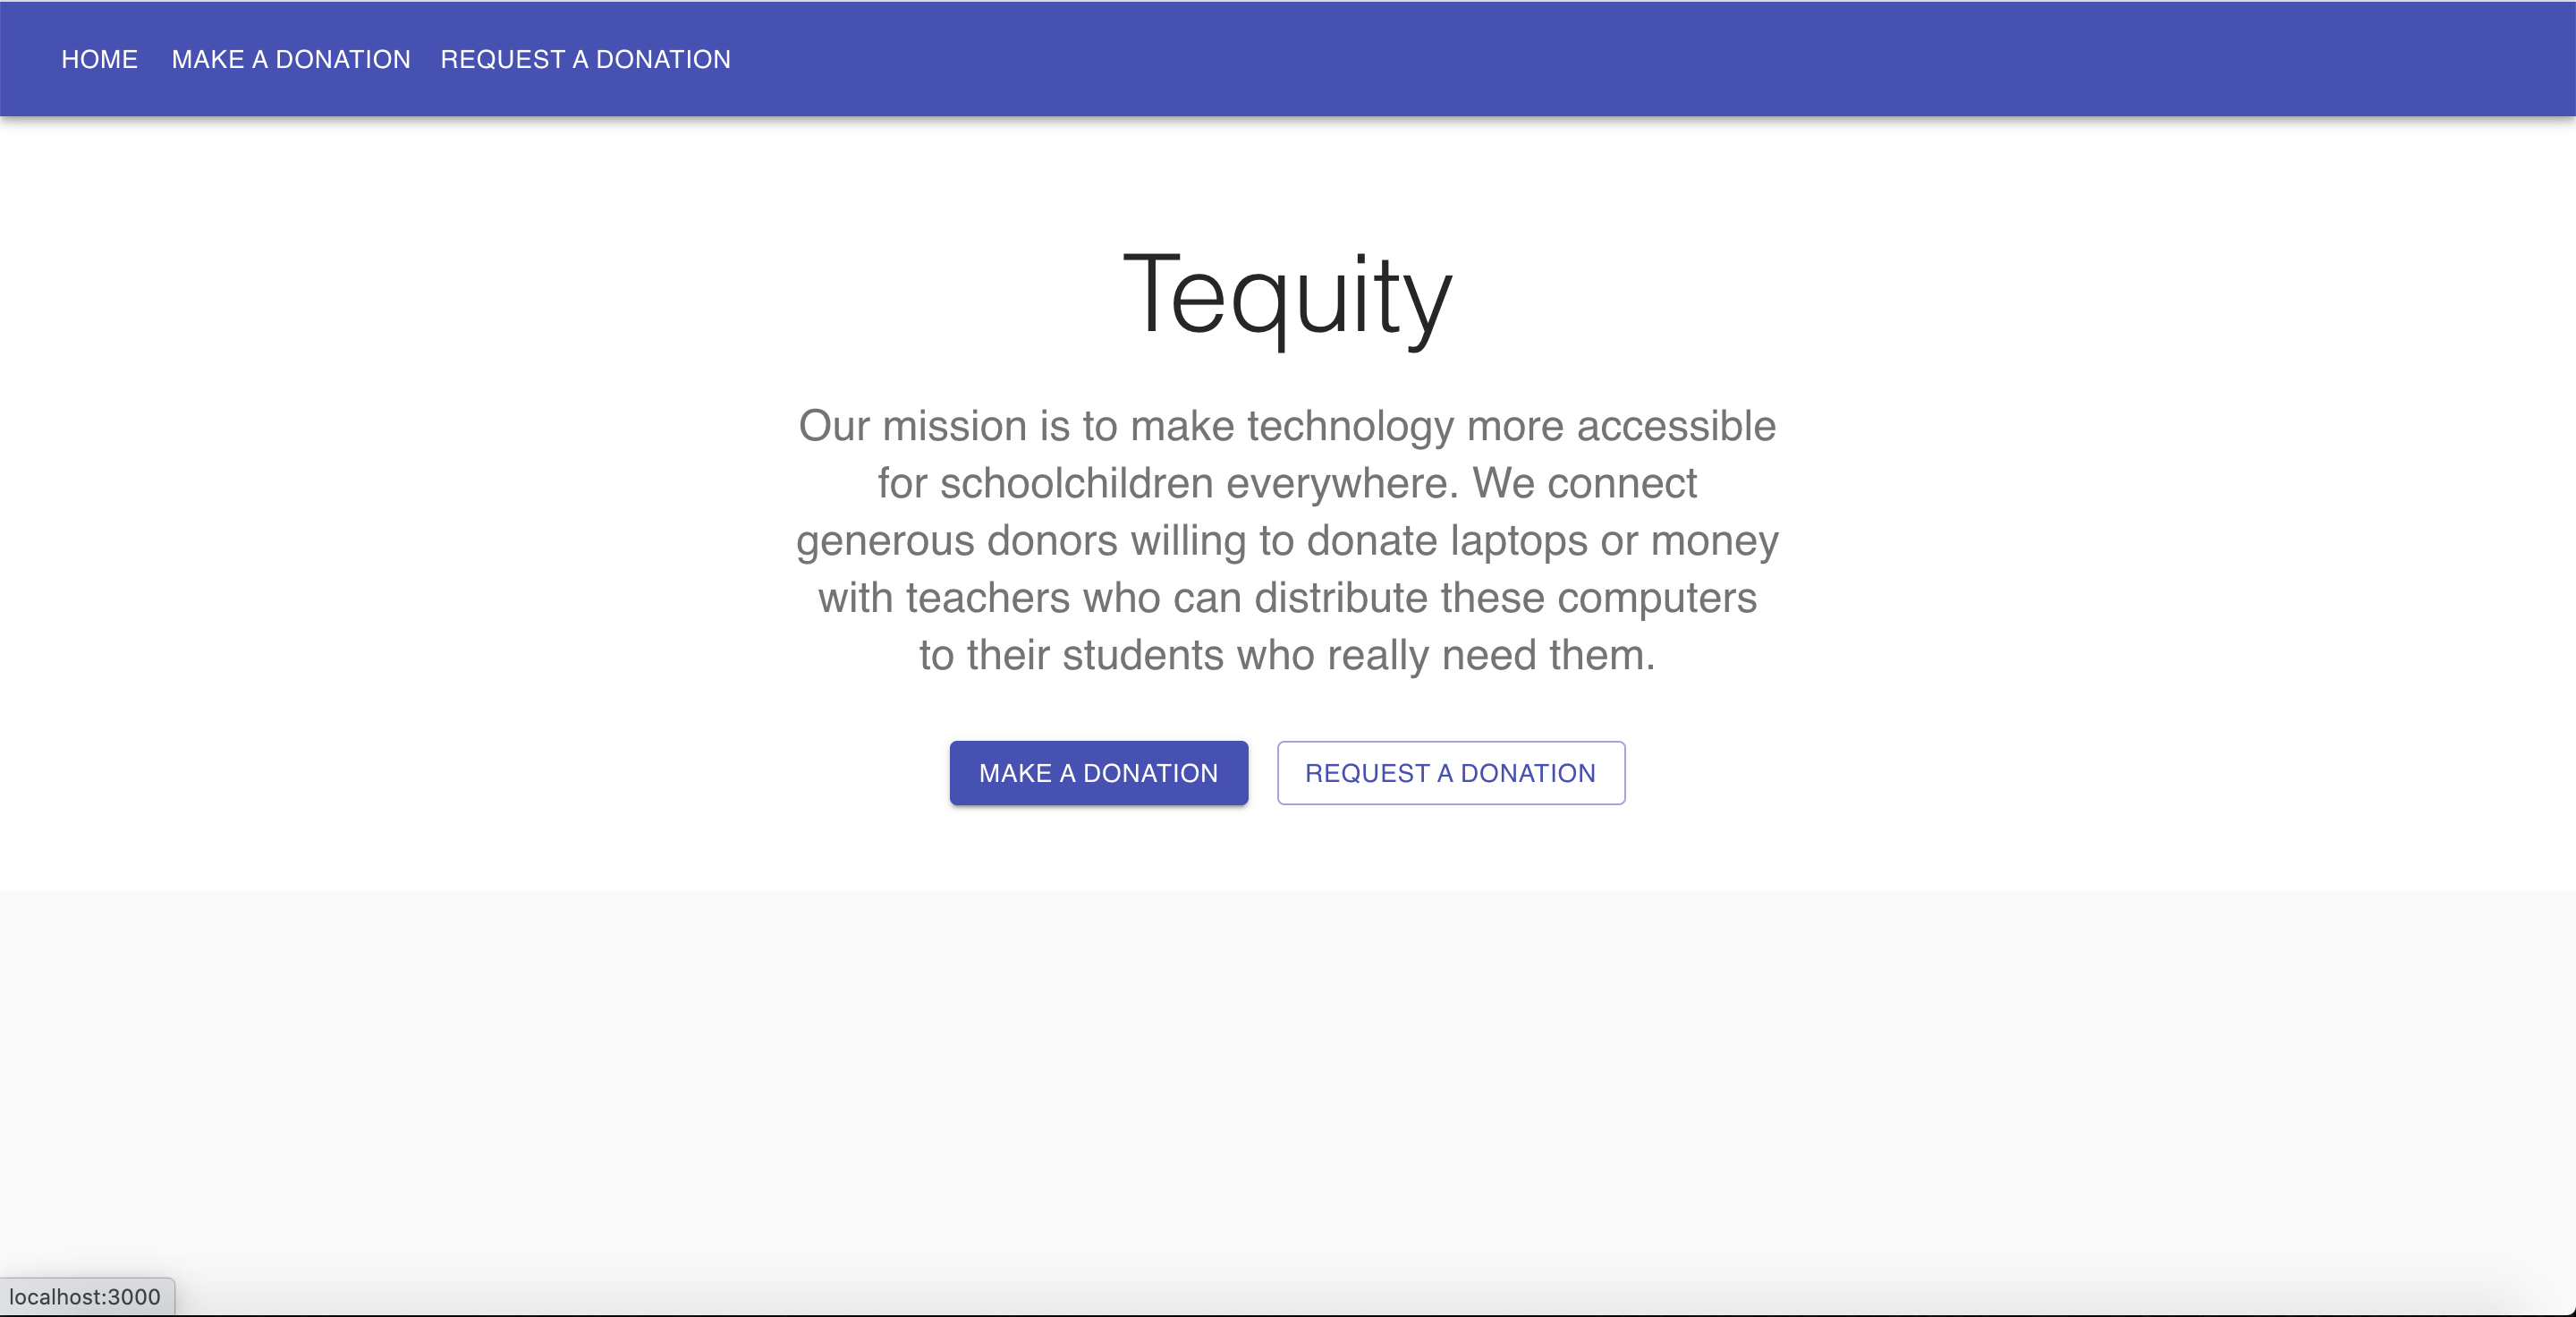 HOME MAKE A DONATION REQUEST A DONATION
Tequity
Our mission is to make technology more accessible
for schoolchildren everywhere. We connect
generous donors willing to donate laptops or money
with teachers who can distribute these computers
to their students who really need them.
MAKE A DONATION REQUEST A DONATION
localhost:3000